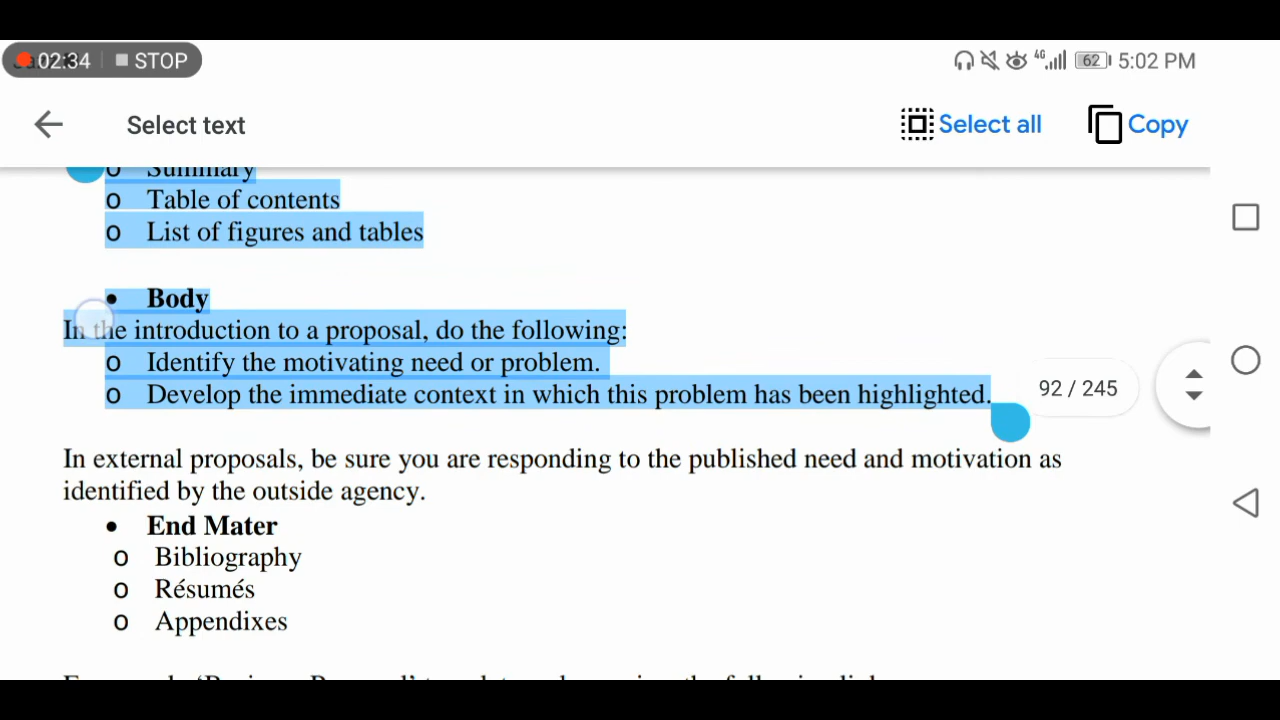 02:34 STOP
4G 62 5:02 PM
Select text
Select all
Copy
o Summary
o Table of contents
o List of figures and tables
• Body
In the introduction to a proposal, do the following:
o Identify the motivating need or problem.
o Develop the immediate context in which this problem has been highlighted.
92 / 245
In external proposals, be sure you are responding to the published need and motivation as
identified by the outside agency.
• End Mater
o Bibliography
o Résumés
o Appendixes